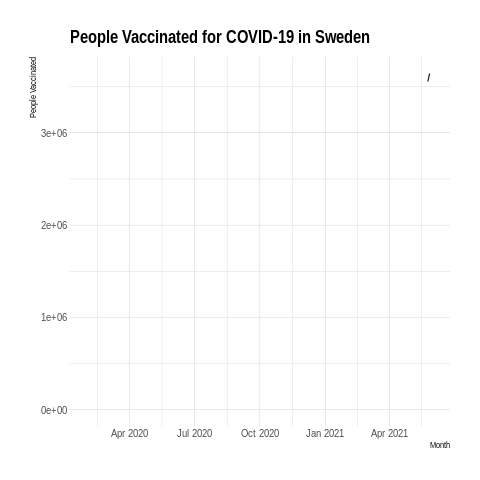 People Vaccinated for COVID-19 in Sweden
People Vaccinated
3e+06
2e+06
1e+06
0e+00
Apr 2020 Jul 2020 Oct 2020 Jan 2021 Apr 2021
Month